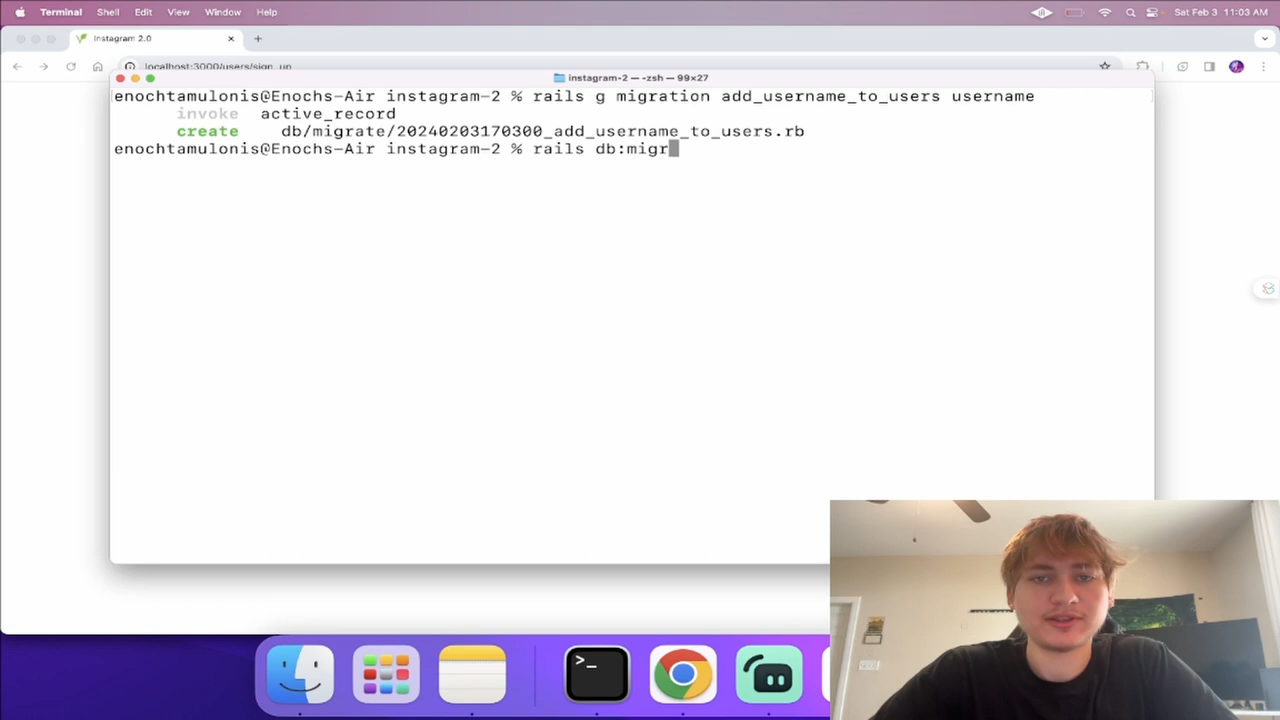 Terminal Shell Edit View Window Help Sat Feb 3 11:03 AM
Instagram 2.0
localhost:3000/users/sign_up
instagram-2 — -zsh — 99×27
enochtamulonis@Enochs-Air instagram-2 % rails g migration add_username_to_users username
invoke active_record
create db/migrate/20240203170300_add_username_to_users.rb
enochtamulonis@Enochs-Air instagram-2 % rails db:migr